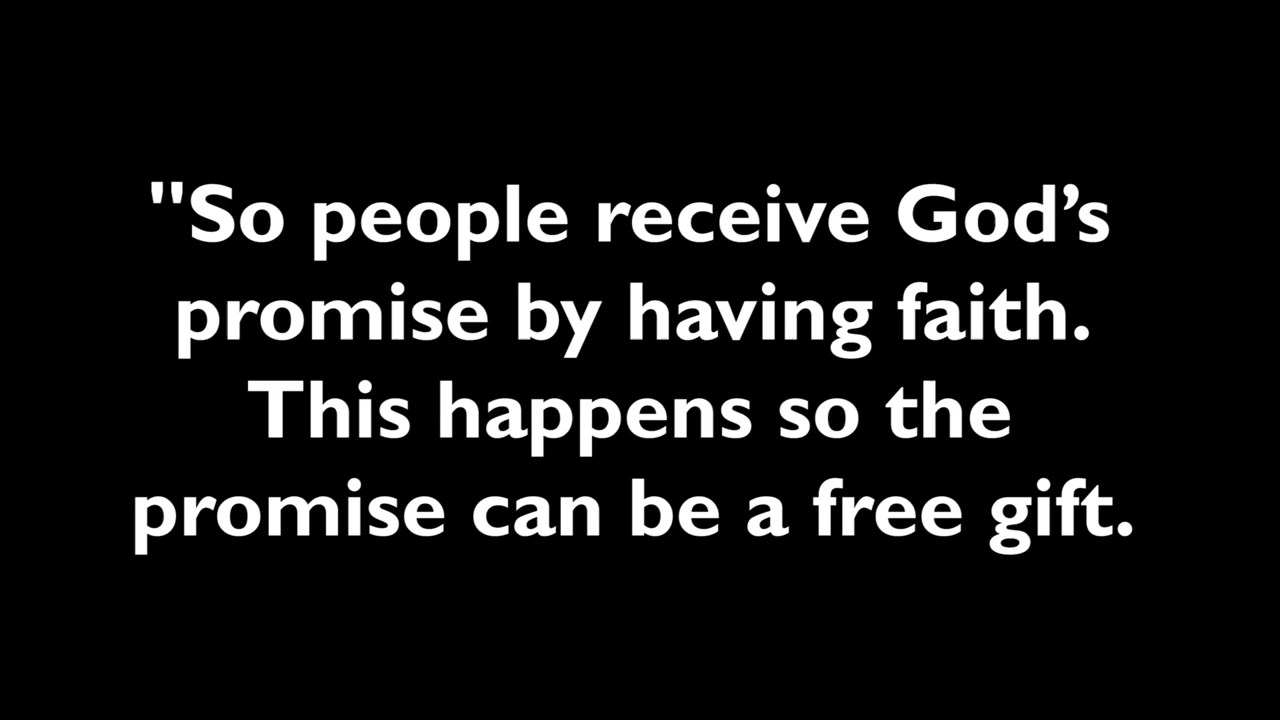 "So people receive God’s
promise by having faith.
This happens so the
promise can be a free gift.